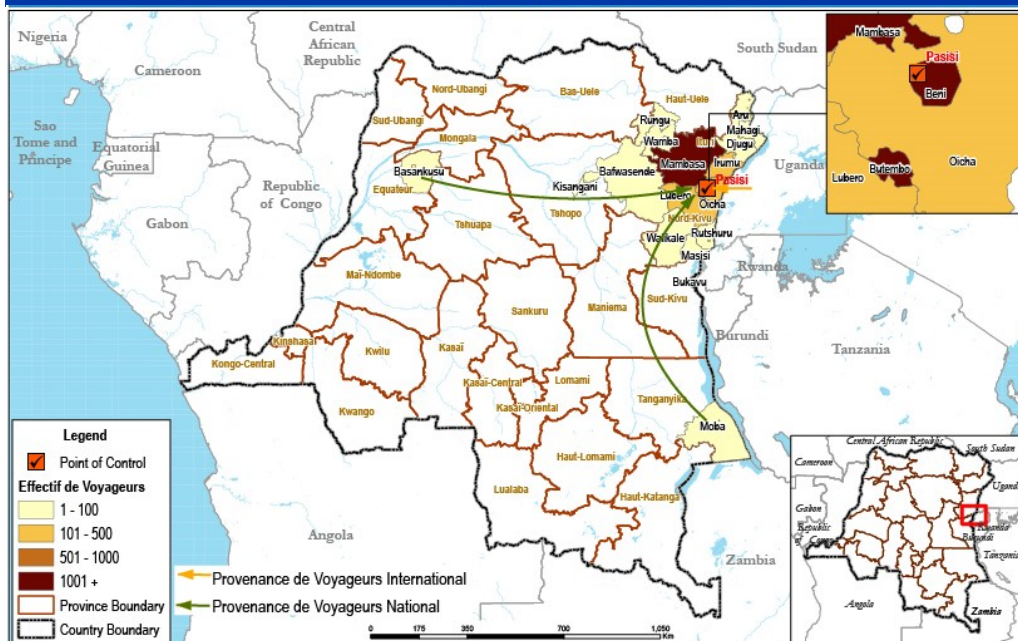 Nigeria
Cameroon
Central
African
Republic
South Sudan
Sao
Tome and
Principe
Equatorial
Guinea
Gabon
Republic
of Congo
Uganda
Rwanda
Burundi
Tanzania
Angola
Zambia
Nord-Ubangi
Bas-Uele
Haut-Uele
Sud-Ubangi
Mongala
Rungu
Aru
Mahagi
Djugu
Wamba
Ituri
Irumu
Mambasa
Basankusu
Bafwasende
Equateur
Kisangani
Pasisi
Lubero
Oicha
Tshuapa
Tshopo
Nord-Kivu
Rutshuru
Walikale
Masisi
Maï-Ndombe
Bukavu
Sankuru
Maniema
Sud-Kivu
Kinshasa
Kwilu
Kasaï
Kongo-Central
Kasaï-Central
Lomami
Tanganyika
Kasaï-Oriental
Kwango
Moba
Haut-Lomami
Lualaba
Haut-Katanga
Mambasa
Pasisi
Beni
Butembo
Oicha
Lubero
Legend
Point of Control
Effectif de Voyageurs
1 - 100
101 - 500
501 - 1000
1001 +
Province Boundary
Country Boundary
Provenance de Voyageurs International
Provenance de Voyageurs National
0 175 350 700 1,050
Km
Central African Republic
South Sudan
Cameroon
Uganda
Gabon
Republic
of Congo
Rwanda
Burundi
Tanzania
Angola
Zambia